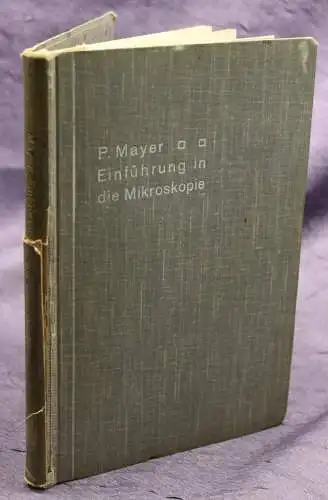 P. Mayer ◻ ◻
Einführung in
die Mikroskopie